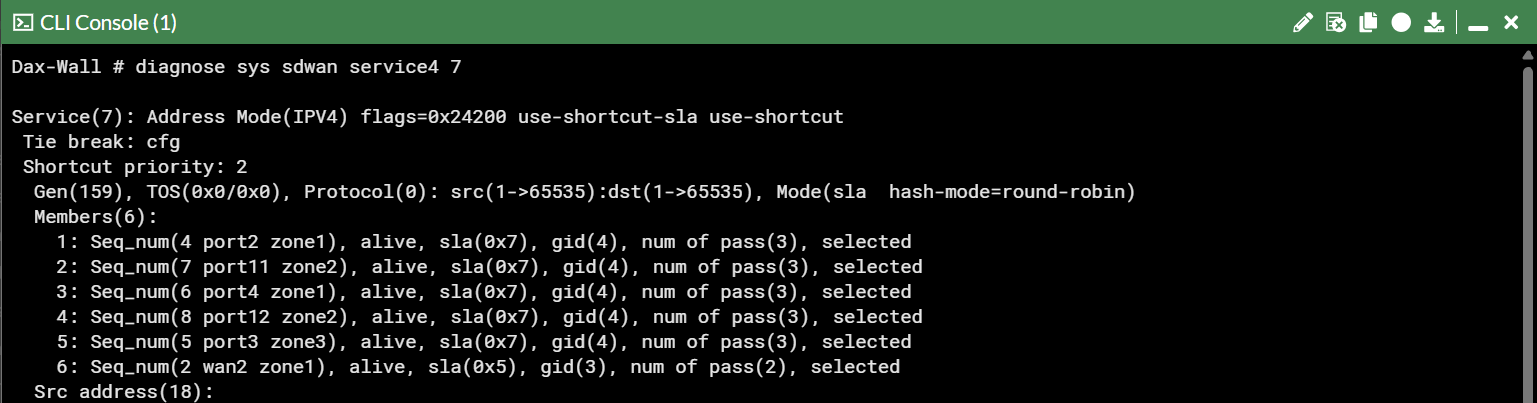 CLI Console (1)
Dax-Wall # diagnose sys sdwan service4 7
Service(7): Address Mode(IPV4) flags=0x24200 use-shortcut-sla use-shortcut
Tie break: cfg
Shortcut priority: 2
Gen(159), TOS(0x0/0x0), Protocol(0): src(1->65535):dst(1->65535), Mode(sla  hash-mode=round-robin)
Members(6):
1: Seq_num(4 port2 zone1), alive, sla(0x7), gid(4), num of pass(3), selected
2: Seq_num(7 port11 zone2), alive, sla(0x7), gid(4), num of pass(3), selected
3: Seq_num(6 port4 zone1), alive, sla(0x7), gid(4), num of pass(3), selected
4: Seq_num(8 port12 zone2), alive, sla(0x7), gid(4), num of pass(3), selected
5: Seq_num(5 port3 zone3), alive, sla(0x7), gid(4), num of pass(3), selected
6: Seq_num(2 wan2 zone1), alive, sla(0x5), gid(3), num of pass(2), selected
Src address(18):